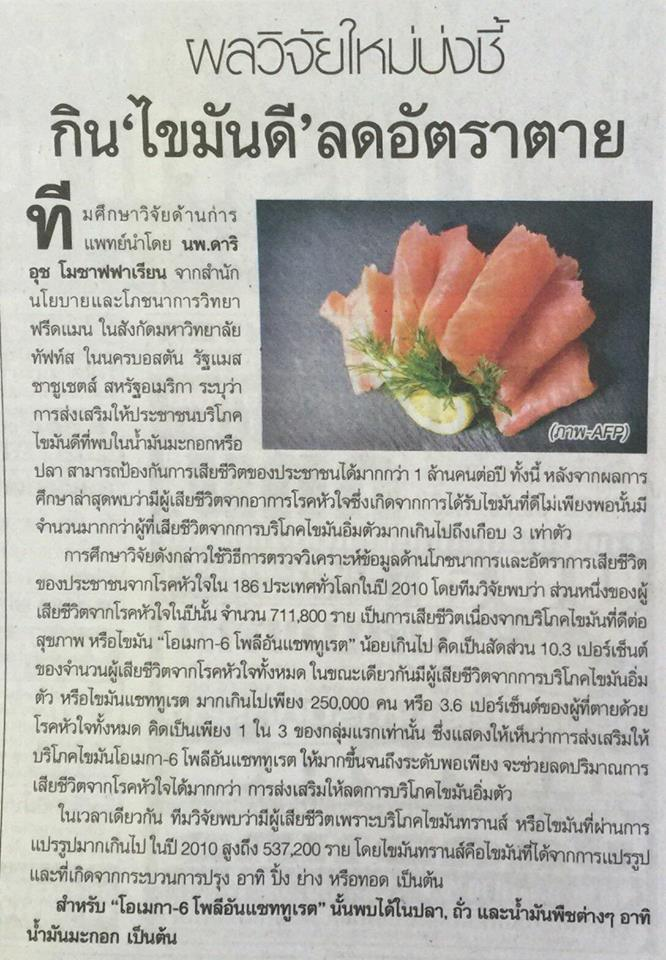 ผลวิจัยใหม่บ่งชี้
กิน‘ไขมันดี’ลดอัตราตาย
ทีมศึกษาวิจัยด้านการ
แพทย์นำโดย นพ.ดาริ
อุช โมซาฟฟาเรียน จากสำนัก
นโยบายและโภชนาการวิทยา
ฟรีดแมน ในสังกัดมหาวิทยาลัย
ทัฟท์ส ในนครบอสตัน รัฐแมส
ซาชูเซตส์ สหรัฐอเมริกา ระบุว่า
การส่งเสริมให้ประชาชนบริโภค
ไขมันดีที่พบในน้ำมันมะกอกหรือ
(ภาพ-AFP)
ปลา สามารถป้องกันการเสียชีวิตของประชาชนได้มากกว่า 1 ล้านคนต่อปี ทั้งนี้ หลังจากผลการ
ศึกษาล่าสุดพบว่ามีผู้เสียชีวิตจากอาการโรคหัวใจซึ่งเกิดจากการได้รับไขมันที่ดีไม่เพียงพอนั้นมี
จำนวนมากกว่าผู้ที่เสียชีวิตจากการบริโภคไขมันอิ่มตัวมากเกินไปถึงเกือบ 3 เท่าตัว
การศึกษาวิจัยดังกล่าวใช้วิธีการตรวจวิเคราะห์ข้อมูลด้านโภชนาการและอัตราการเสียชีวิต
ของประชาชนจากโรคหัวใจใน 186 ประเทศทั่วโลกในปี 2010 โดยทีมวิจัยพบว่า ส่วนหนึ่งของผู้
เสียชีวิตจากโรคหัวใจในปีนั้น จำนวน 711,800 ราย เป็นการเสียชีวิตเนื่องจากบริโภคไขมันที่ดีต่อ
สุขภาพ หรือไขมัน “โอเมกา-6 โพลีอันแซททูเรต” น้อยเกินไป คิดเป็นสัดส่วน 10.3 เปอร์เซ็นต์
ของจำนวนผู้เสียชีวิตจากโรคหัวใจทั้งหมด ในขณะเดียวกันมีผู้เสียชีวิตจากการบริโภคไขมันอิ่ม
ตัว หรือไขมันแซททูเรต มากเกินไปเพียง 250,000 คน หรือ 3.6 เปอร์เซ็นต์ของผู้ที่ตายด้วย
โรคหัวใจทั้งหมด คิดเป็นเพียง 1 ใน 3 ของกลุ่มแรกเท่านั้น ซึ่งแสดงให้เห็นว่าการส่งเสริมให้
บริโภคไขมันโอเมกา-6 โพลีอันแซททูเรต ให้มากขึ้นจนถึงระดับพอเพียง จะช่วยลดปริมาณการ
เสียชีวิตจากโรคหัวใจได้มากกว่า การส่งเสริมให้ลดการบริโภคไขมันอิ่มตัว
ในเวลาเดียวกัน ทีมวิจัยพบว่ามีผู้เสียชีวิตเพราะบริโภคไขมันทรานส์ หรือไขมันที่ผ่านการ
แปรรูปมากเกินไป ในปี 2010 สูงถึง 537,200 ราย โดยไขมันทรานส์คือไขมันที่ได้จากการแปรรูป
และที่เกิดจากกระบวนการปรุง อาทิ ปิ้ง ย่าง หรือทอด เป็นต้น
สำหรับ “โอเมกา-6 โพลีอันแซททูเรต” นั้นพบได้ในปลา, ถั่ว และน้ำมันพืชต่างๆ อาทิ
น้ำมันมะกอก เป็นต้น